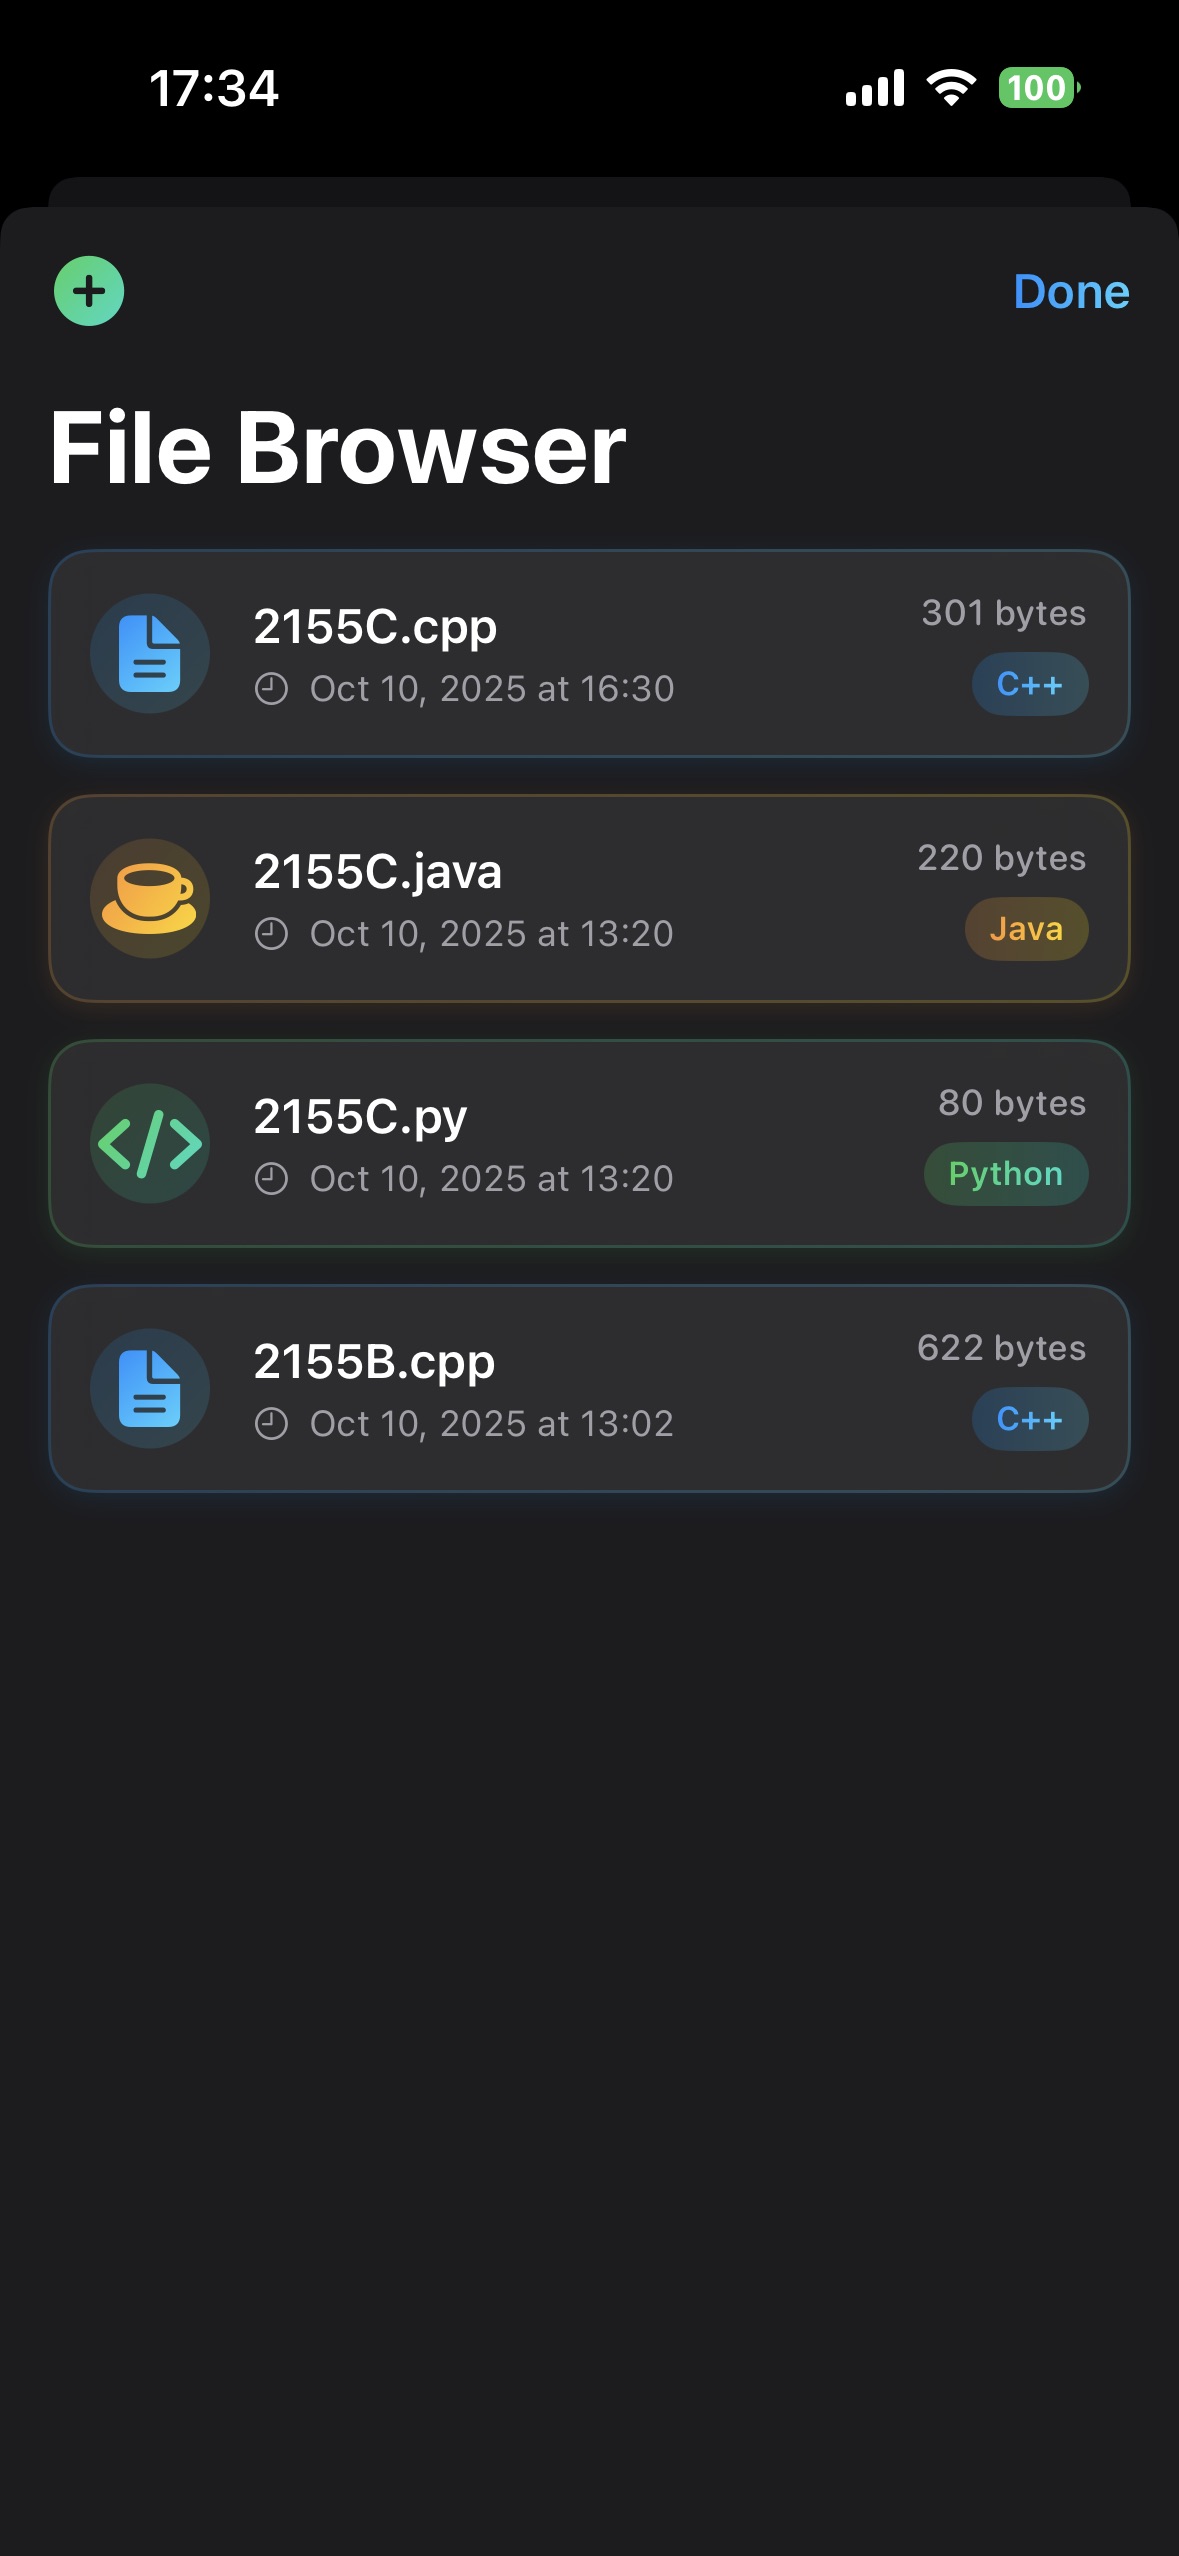 17:34
100
Done
File Browser
2155C.cpp
Oct 10, 2025 at 16:30
301 bytes
C++
2155C.java
Oct 10, 2025 at 13:20
220 bytes
Java
2155C.py
Oct 10, 2025 at 13:20
80 bytes
Python
2155B.cpp
Oct 10, 2025 at 13:02
622 bytes
C++